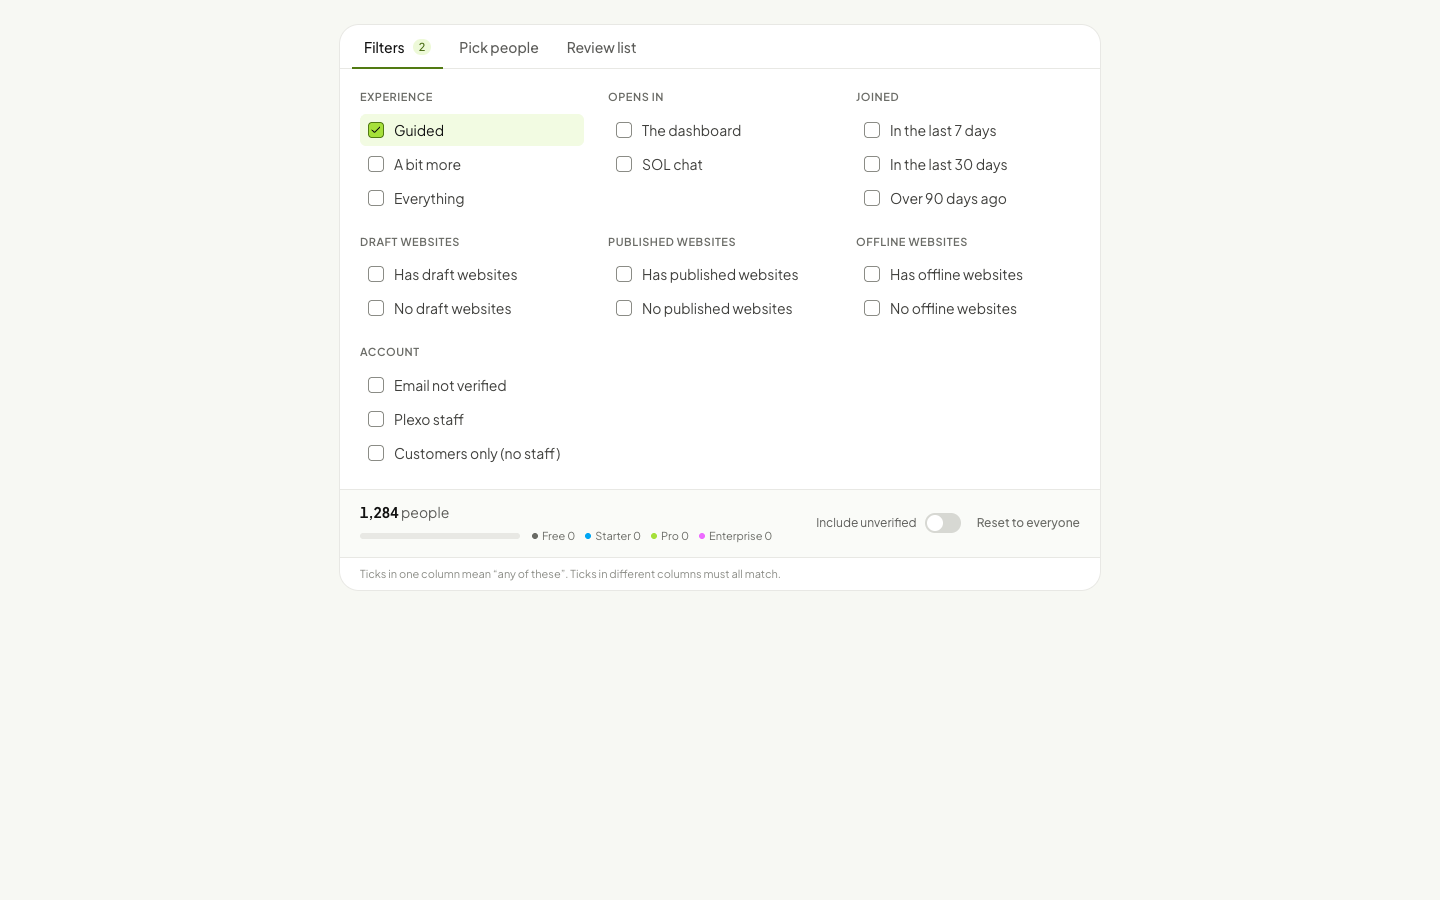 Filters 2 Pick people Review list
EXPERIENCE OPENS IN JOINED
Guided The dashboard In the last 7 days
A bit more SOL chat In the last 30 days
Everything Over 90 days ago
DRAFT WEBSITES PUBLISHED WEBSITES OFFLINE WEBSITES
Has draft websites Has published websites Has offline websites
No draft websites No published websites No offline websites
ACCOUNT
Email not verified
Plexo staff
Customers only (no staff)
1,284 people
Include unverified Reset to everyone
Free 0 Starter 0 Pro 0 Enterprise 0
Ticks in one column mean “any of these”. Ticks in different columns must all match.